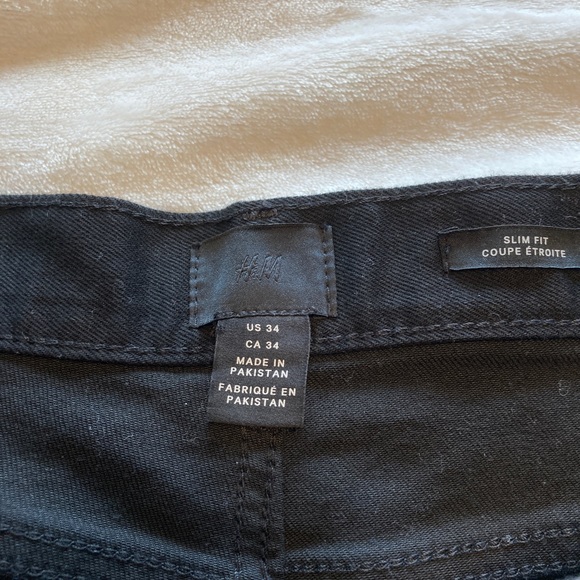 H&M
US 34
CA 34
MADE IN
PAKISTAN
FABRIQUÉ EN
PAKISTAN
SLIM FIT
COUPE ÉTROITE